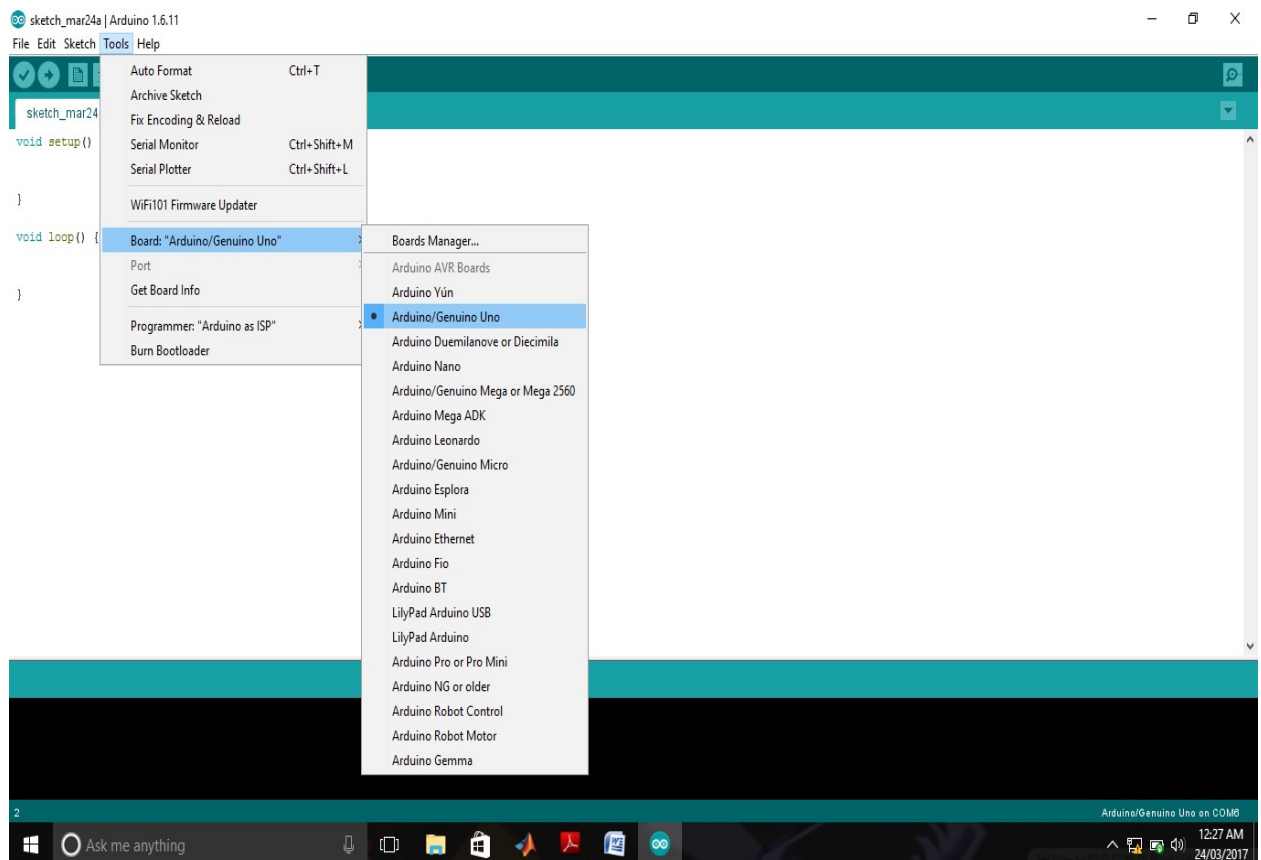 sketch_mar24a | Arduino 1.6.11
File Edit Sketch Tools Help
sketch_mar24
void setup()
}
void loop() {
}
Auto Format Ctrl+T
Archive Sketch
Fix Encoding & Reload
Serial Monitor Ctrl+Shift+M
Serial Plotter Ctrl+Shift+L
WiFi101 Firmware Updater
Board: "Arduino/Genuino Uno"
Port
Get Board Info
Programmer: "Arduino as ISP"
Burn Bootloader
Boards Manager...
Arduino AVR Boards
Arduino Yún
Arduino/Genuino Uno
Arduino Duemilanove or Diecimila
Arduino Nano
Arduino/Genuino Mega or Mega 2560
Arduino Mega ADK
Arduino Leonardo
Arduino/Genuino Micro
Arduino Esplora
Arduino Mini
Arduino Ethernet
Arduino Fio
Arduino BT
LilyPad Arduino USB
LilyPad Arduino
Arduino Pro or Pro Mini
Arduino NG or older
Arduino Robot Control
Arduino Robot Motor
Arduino Gemma
2
Arduino/Genuino Uno on COM6
Ask me anything
12:27 AM
24/03/2017